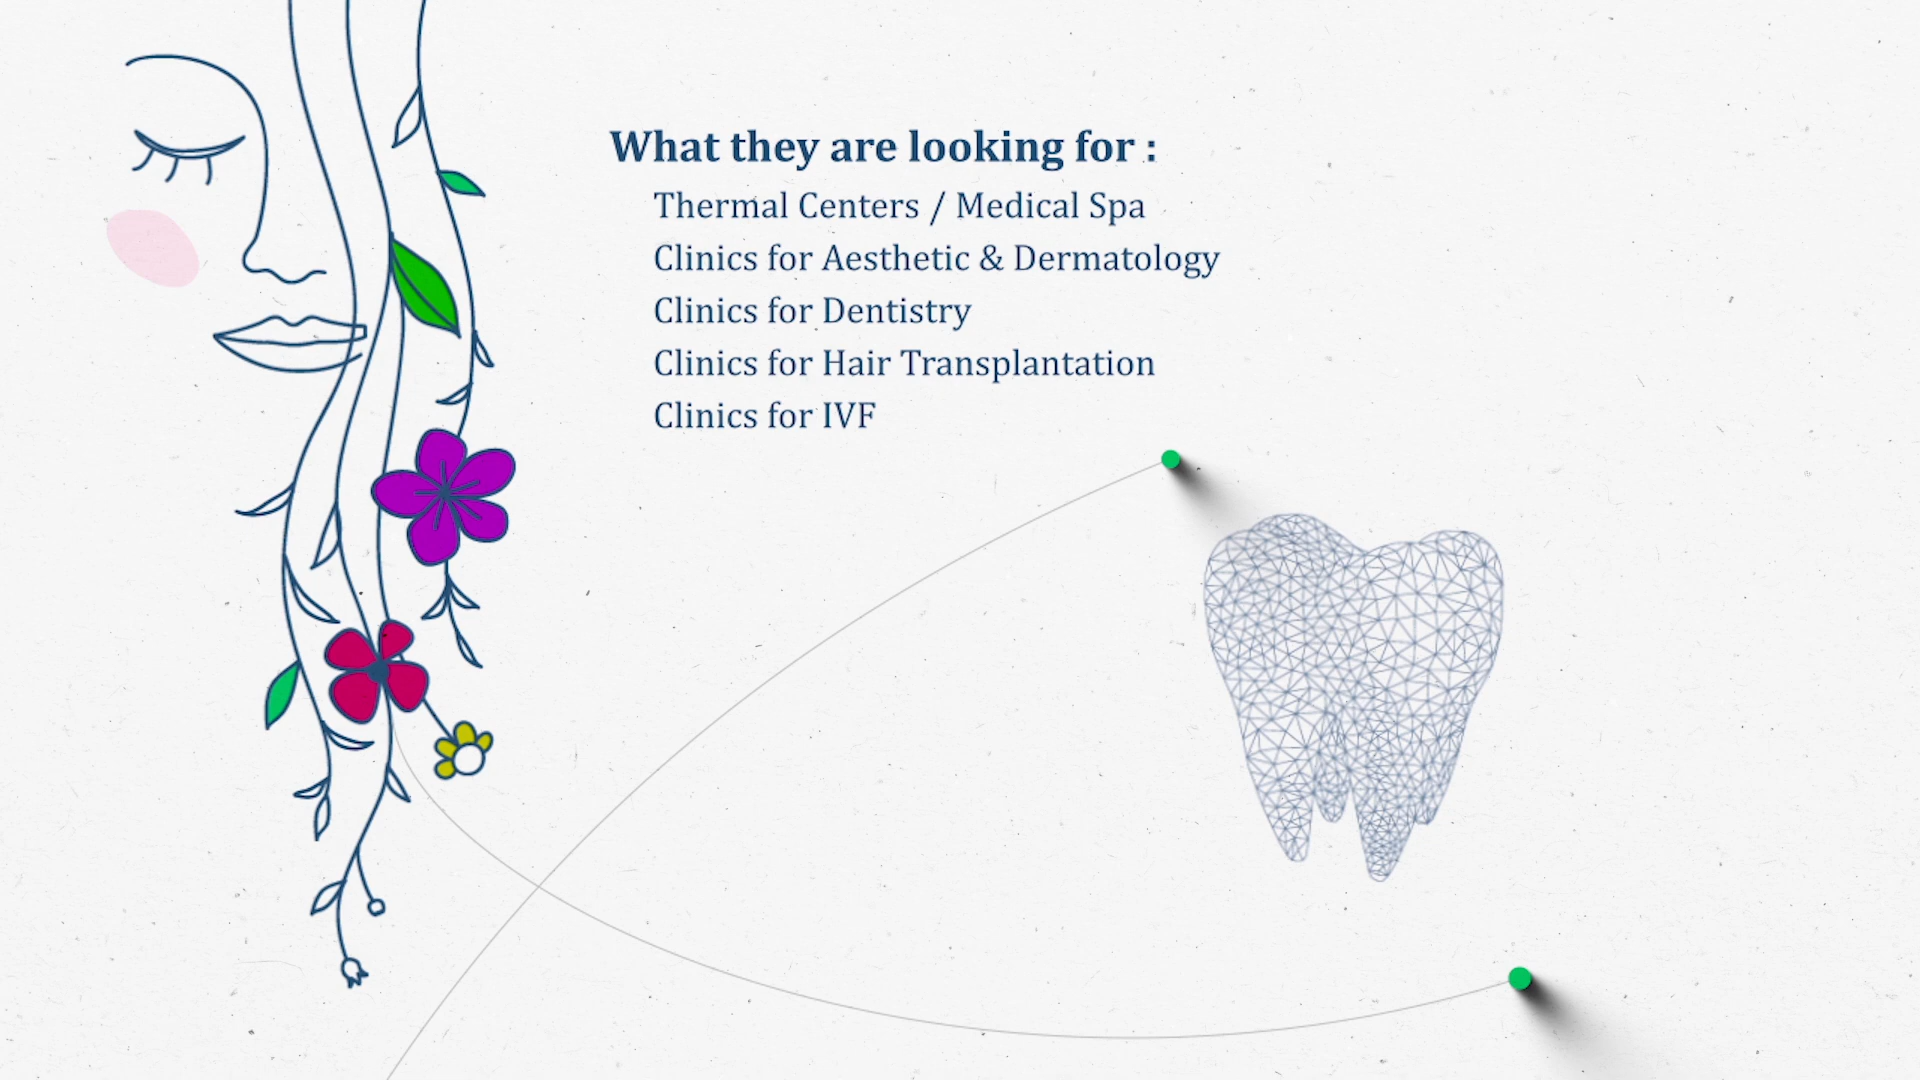 What they are looking for :
Thermal Centers / Medical Spa
Clinics for Aesthetic & Dermatology
Clinics for Dentistry
Clinics for Hair Transplantation
Clinics for IVF